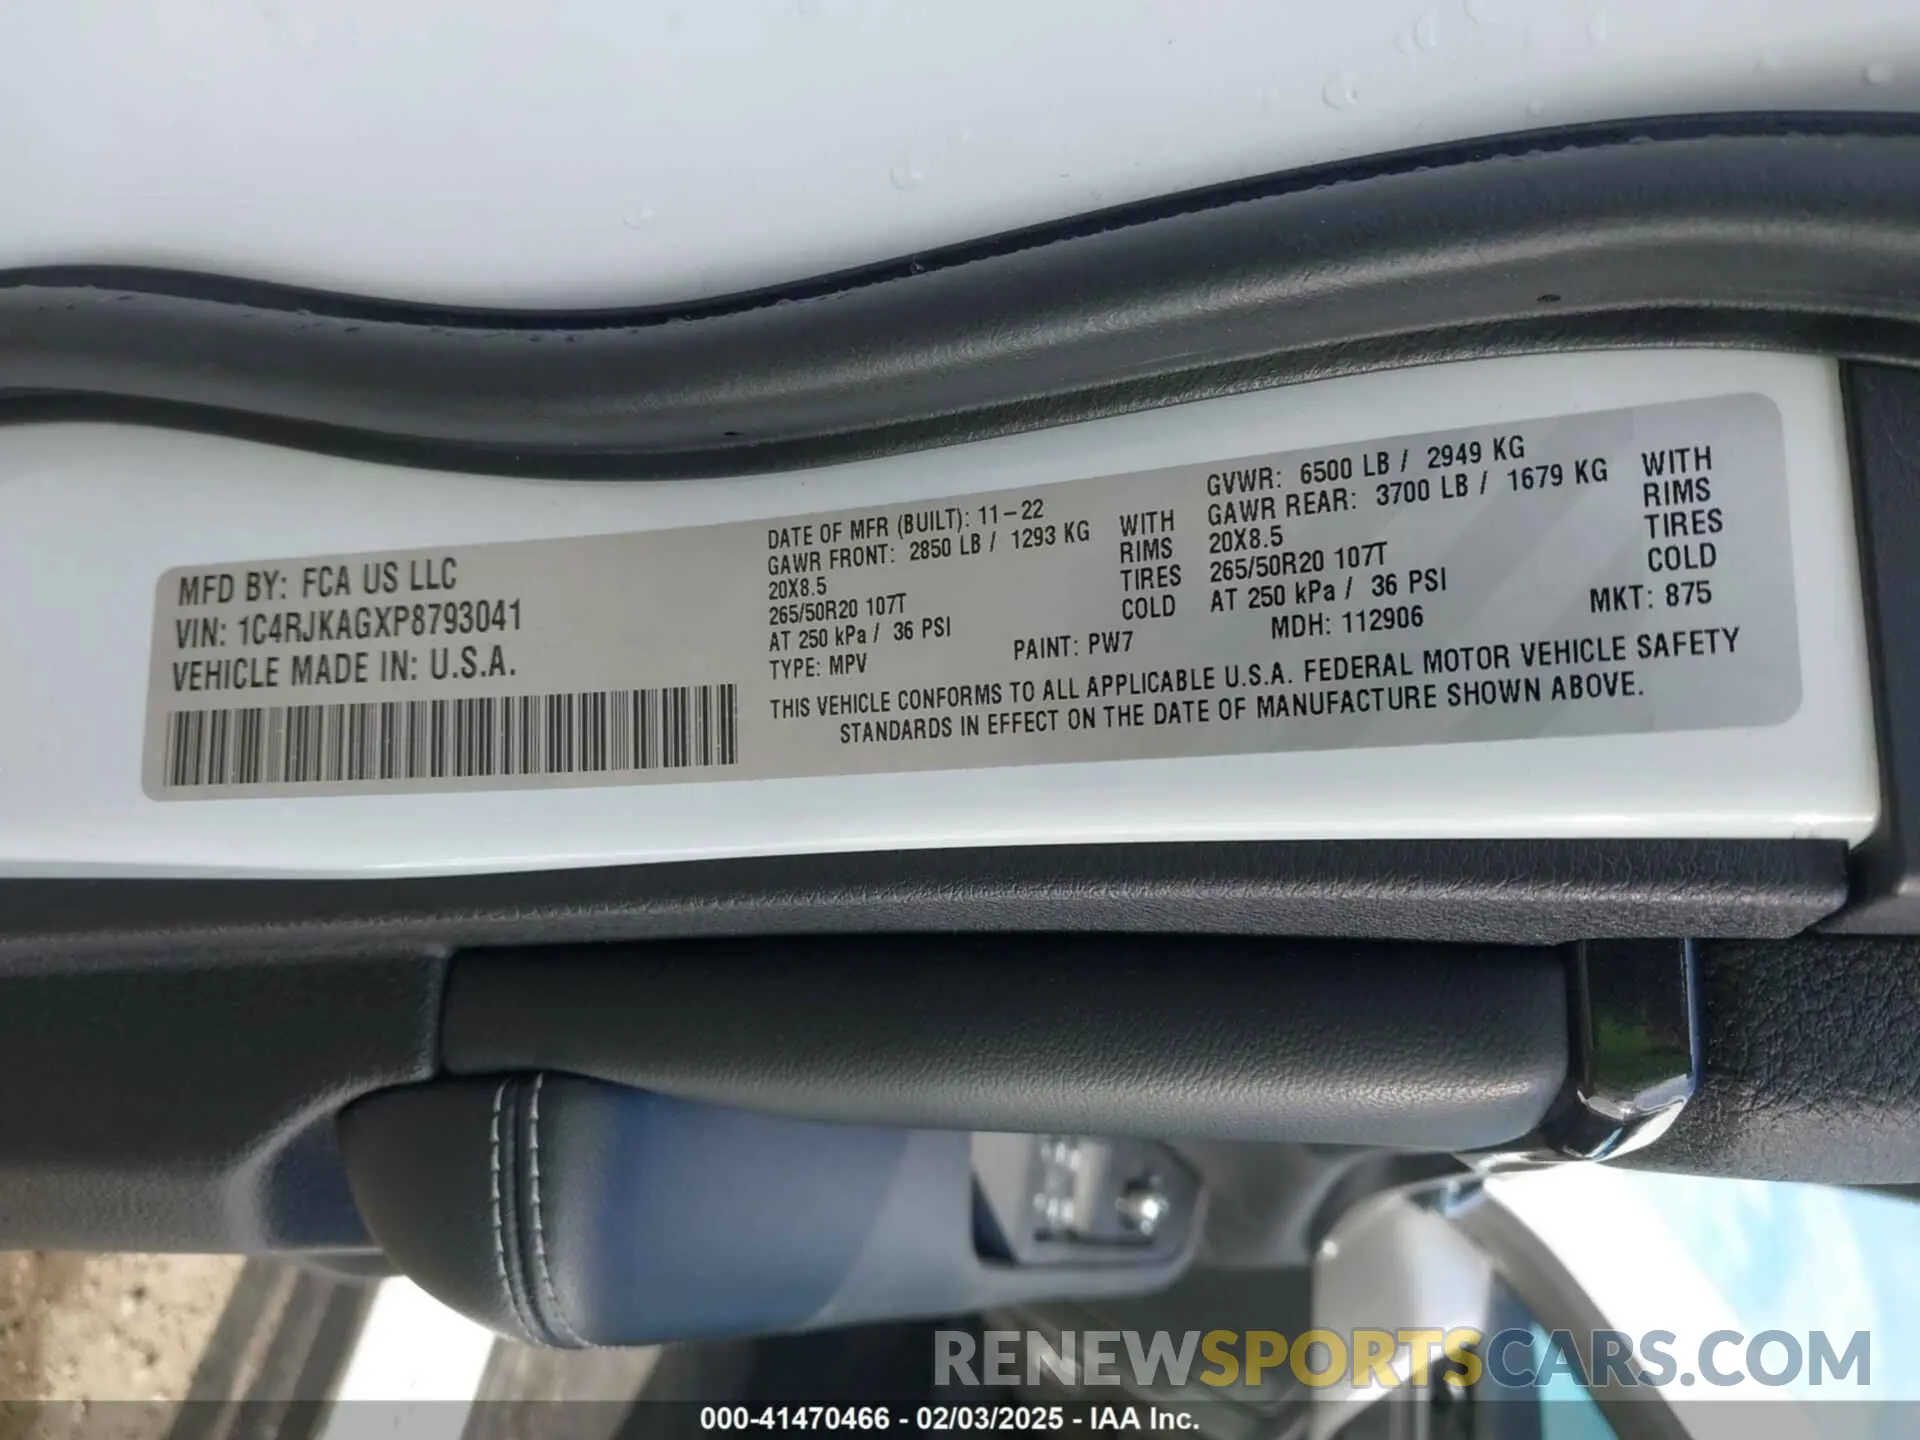 MFD BY: FCA US LLC
VIN: 1C4RJKAGXP8793041
VEHICLE MADE IN: U.S.A.
DATE OF MFR (BUILT): 11-22
GAWR FRONT: 2850 LB / 1293 KG
20X8.5
265/50R20 107T
AT 250 kPa / 36 PSI
TYPE: MPV
WITH
RIMS
TIRES
COLD
PAINT: PW7
GVWR: 6500 LB / 2949 KG
GAWR REAR: 3700 LB / 1679 KG
20X8.5
265/50R20 107T
AT 250 kPa / 36 PSI
MDH: 112906
WITH
RIMS
TIRES
COLD
MKT: 875
THIS VEHICLE CONFORMS TO ALL APPLICABLE U.S.A. FEDERAL MOTOR VEHICLE SAFETY
STANDARDS IN EFFECT ON THE DATE OF MANUFACTURE SHOWN ABOVE.
RENEWSPORTSCARS.COM
000-41470466 - 02/03/2025 - IAA Inc.